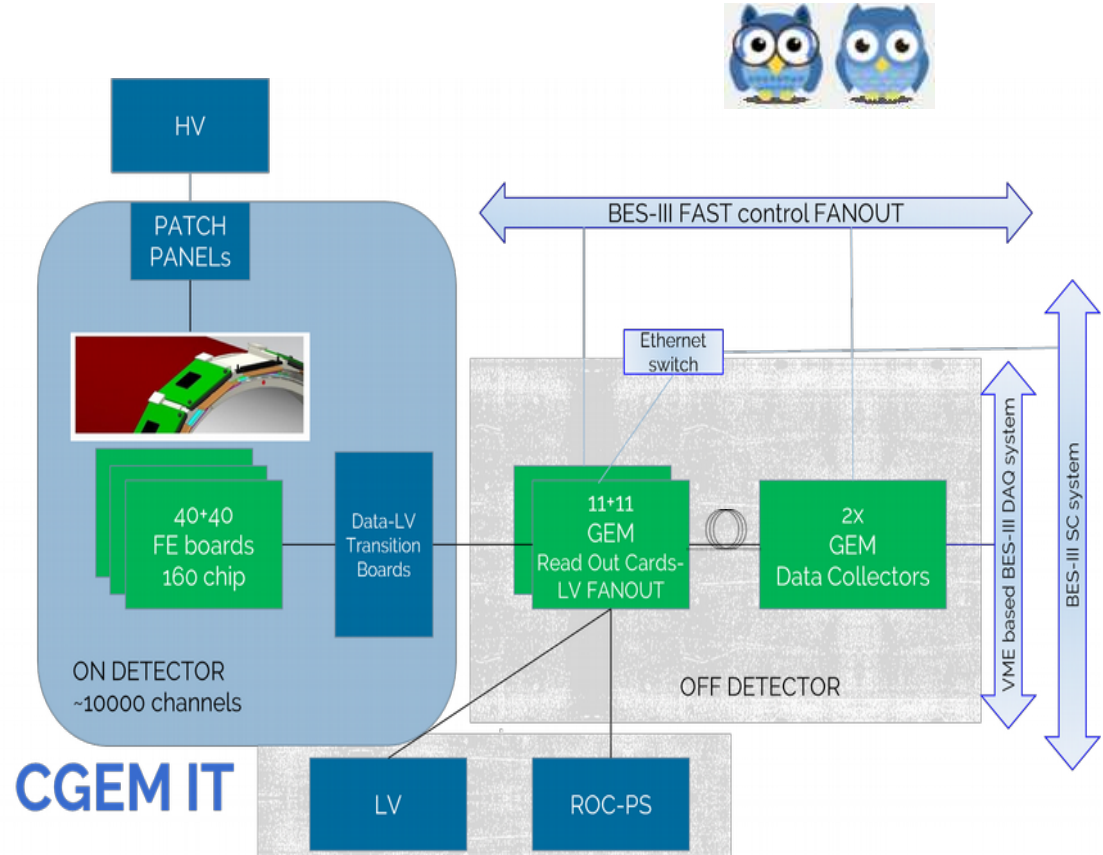 HV
PATCH
PANELs
BES-III FAST control FANOUT
Ethernet
switch
40+40
FE boards
160 chip
Data-LV
Transition
Boards
11+11
GEM
Read Out Cards-
LV FANOUT
2x
GEM
Data Collectors
VME based BES-III DAQ system
BES-III SC system
ON DETECTOR
~10000 channels
OFF DETECTOR
CGEM IT
LV
ROC-PS